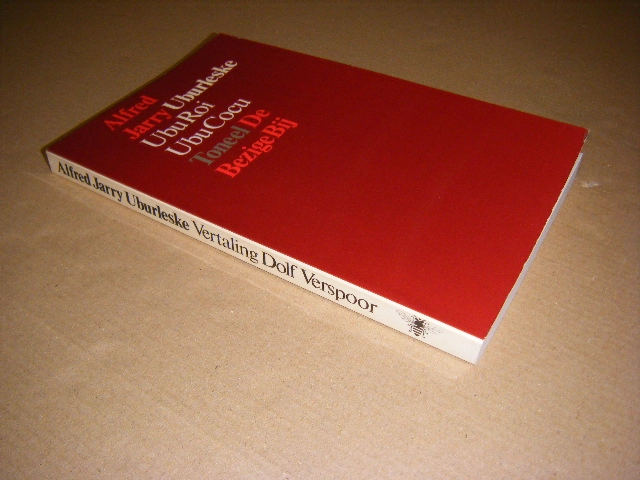 Alfred
Jarry Uburleske
Ubu Roi
Ubu Cocu
Toneel De
Bezige Bij
Alfred Jarry Uburleske Vertaling Dolf Verspoor